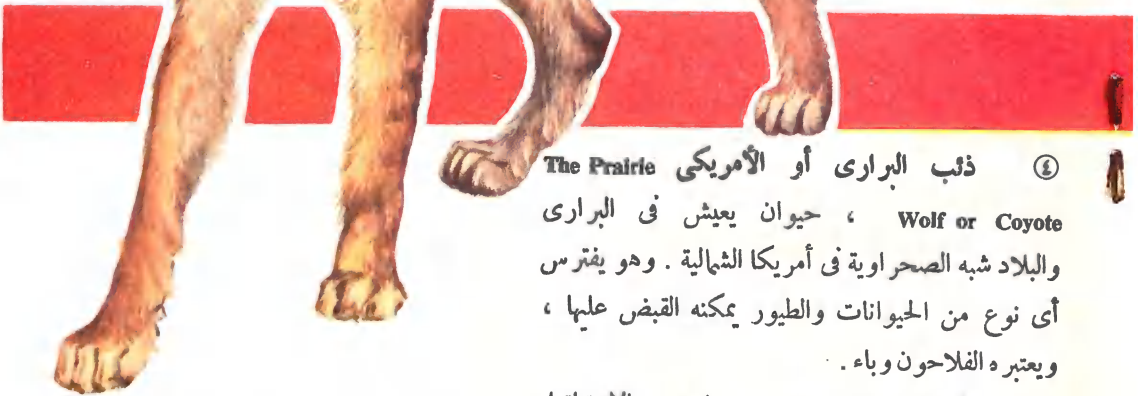 ④ ذئب البرارى أو الأمريكى The Prairie
Wolf or Coyote ، حيوان يعيش فى البرارى
والبلاد شبه الصحراوية فى أمريكا الشمالية . وهو يفترس
أى نوع من الحيوانات والطيور يمكنه القبض عليها ،
ويعتبره الفلاحون وباء .